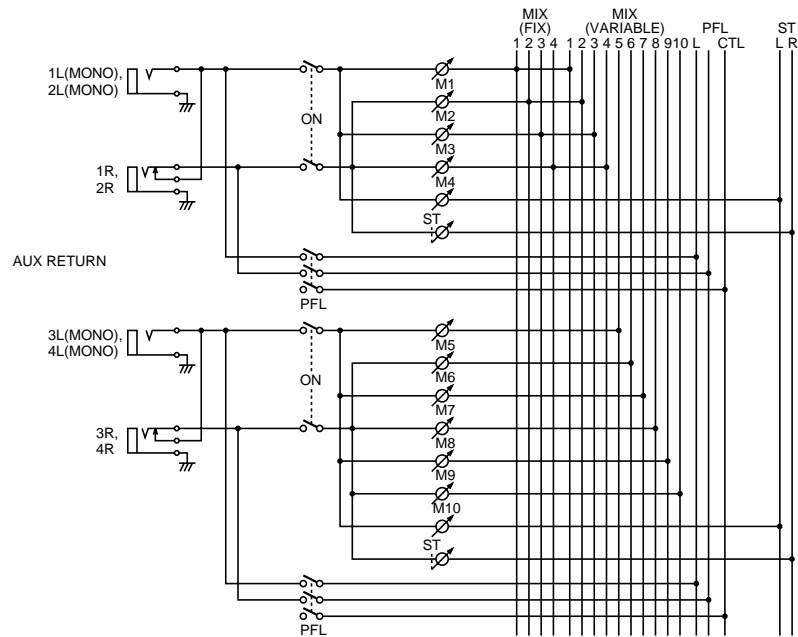 MIX
(FIX)
MIX
(VARIABLE)
PFL
ST
1 2 3 4 1 2 3 4 5 6 7 8 9 10 L CTL L R
1L(MONO),
2L(MONO)
M1
M2
ON
M3
1R,
2R
M4
ST
AUX RETURN
PFL
3L(MONO),
4L(MONO)
M5
M6
ON
M7
3R,
4R
M8
M9
M10
ST
PFL